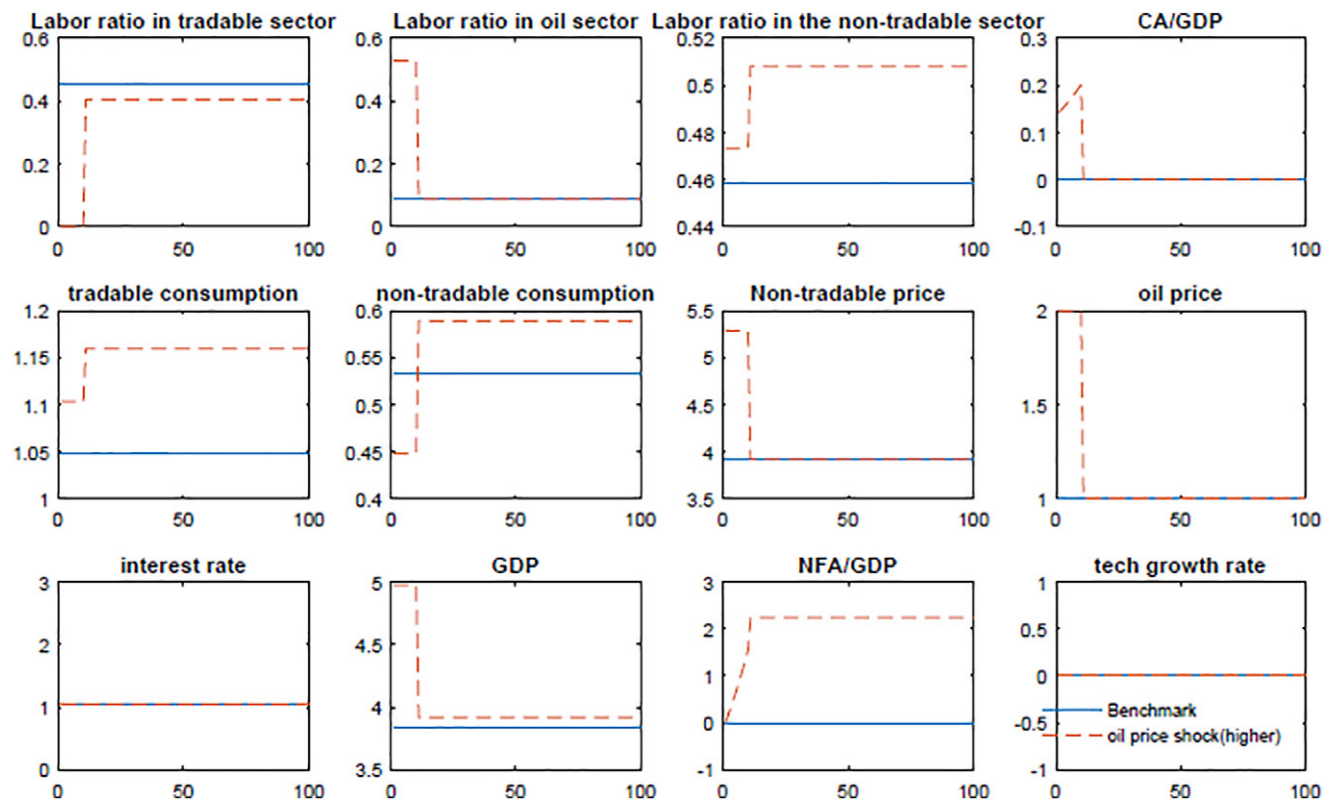 Labor ratio in tradable sector
0.6
0.4
0.2
0
0 50 100
Labor ratio in oil sector
0.6
0.4
0.2
0
0 50 100
Labor ratio in the non-tradable sector
0.52
0.5
0.48
0.46
0.44
0 50 100
CA/GDP
0.3
0.2
0.1
0
-0.1
0 50 100
tradable consumption
1.2
1.15
1.1
1.05
1
0 50 100
non-tradable consumption
0.6
0.55
0.5
0.45
0.4
0 50 100
Non-tradable price
5.5
5
4.5
4
3.5
0 50 100
oil price
2
1.5
1
0 50 100
interest rate
3
2
1
0
0 50 100
GDP
5
4.5
4
3.5
0 50 100
NFA/GDP
3
2
1
0
-1
0 50 100
tech growth rate
1
0.5
0
-0.5
-1
0 50 100
Benchmark
oil price shock(higher)